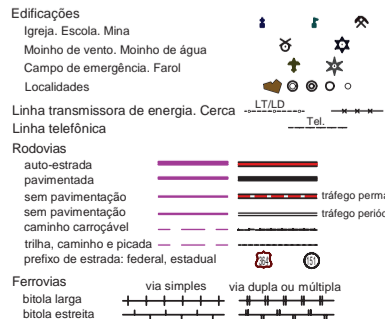 Edificações
Igreja. Escola. Mina
Moinho de vento. Moinho de água
Campo de emergência. Farol
Localidades
LT/LD
Linha transmissora de energia. Cerca
Tel.
Linha telefônica
Rodovias
auto-estrada
pavimentada
sem pavimentação tráfego perma
sem pavimentação tráfego periód
caminho carroçável
trilha, caminho e picada
prefixo de estrada: federal, estadual 364 151
Ferrovias
via simples via dupla ou múltipla
bitola larga
bitola estreita